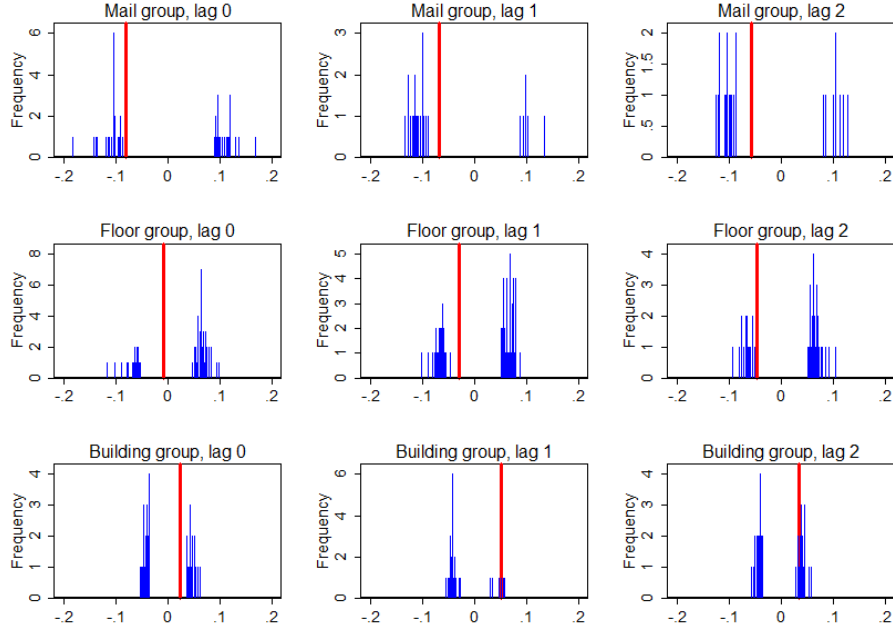 Mail group, lag 0
Frequency
0 2 4 6
-.2 -.1 0 .1 .2
Mail group, lag 1
Frequency
0 1 2 3
-.2 -.1 0 .1 .2
Mail group, lag 2
Frequency
0 .5 1 1.5 2
-.2 -.1 0 .1 .2
Floor group, lag 0
Frequency
0 2 4 6 8
-.2 -.1 0 .1 .2
Floor group, lag 1
Frequency
0 1 2 3 4 5
-.2 -.1 0 .1 .2
Floor group, lag 2
Frequency
0 1 2 3 4
-.2 -.1 0 .1 .2
Building group, lag 0
Frequency
0 1 2 3 4
-.2 -.1 0 .1 .2
Building group, lag 1
Frequency
0 2 4 6
-.2 -.1 0 .1 .2
Building group, lag 2
Frequency
0 1 2 3 4
-.2 -.1 0 .1 .2